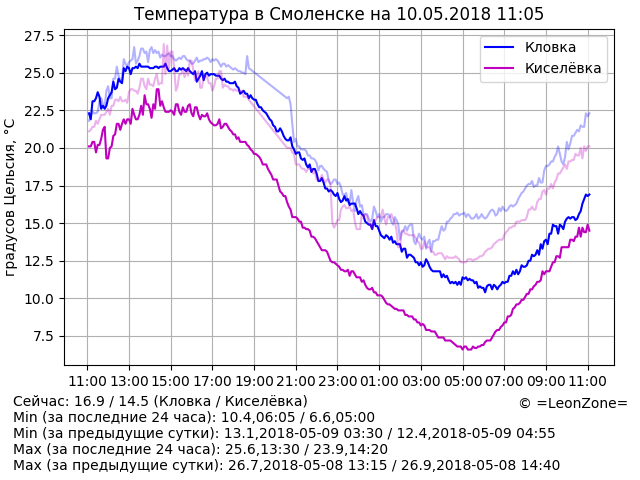 Температура в Смоленске на 10.05.2018 11:05
27.5
25.0
22.5
20.0
17.5
15.0
12.5
10.0
7.5
градусов Цельсия, °C
Кловка
Киселёвка
11:00 13:00 15:00 17:00 19:00 21:00 23:00 01:00 03:00 05:00 07:00 09:00 11:00
Сейчас: 16.9 / 14.5 (Кловка / Киселёвка)
© =LeonZone=
Min (за последние 24 часа): 10.4,06:05 / 6.6,05:00
Min (за предыдущие сутки): 13.1,2018-05-09 03:30 / 12.4,2018-05-09 04:55
Max (за последние 24 часа): 25.6,13:30 / 23.9,14:20
Max (за предыдущие сутки): 26.7,2018-05-08 13:15 / 26.9,2018-05-08 14:40